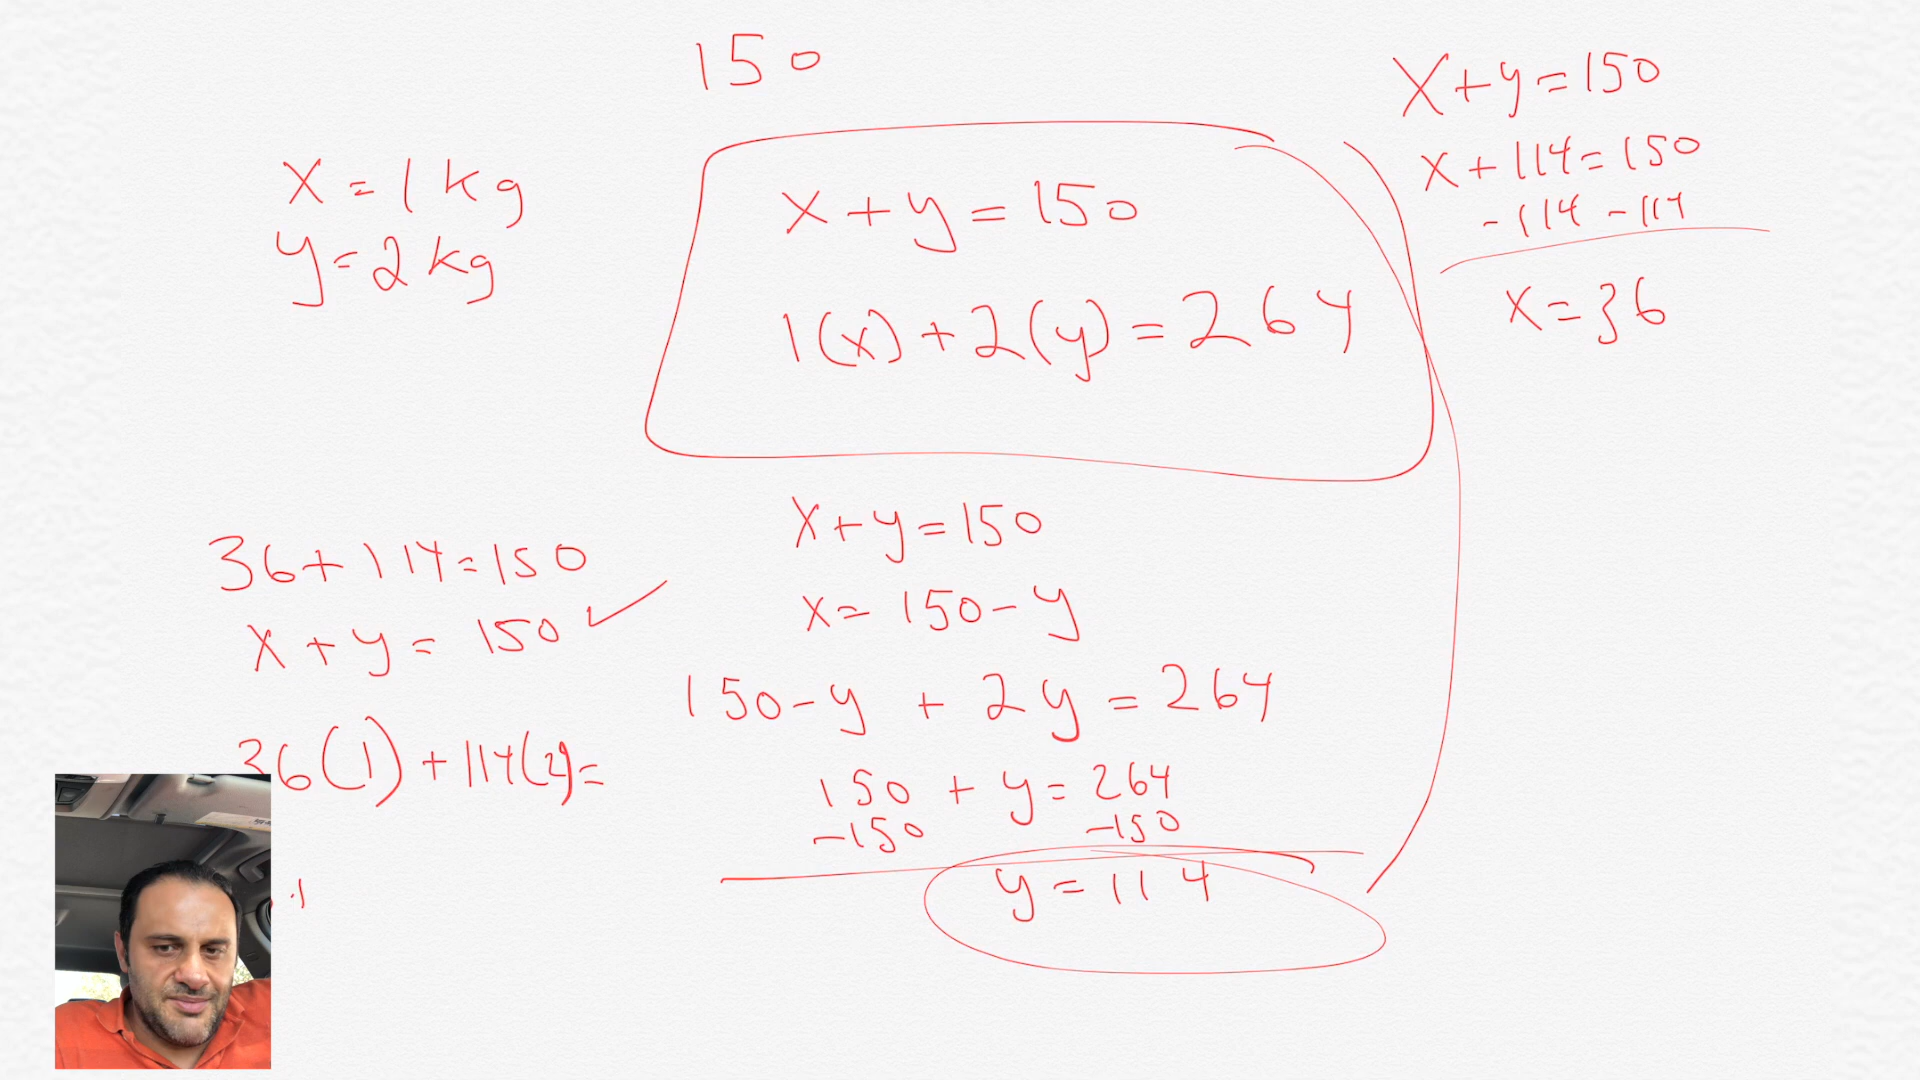 150
x = 1 kg
y = 2 kg
x + y = 150
1(x) + 2(y) = 264
x + y = 150
x = 150 - y
150 - y + 2y = 264
150 + y = 264
-150 -150
y = 114
x + y = 150
x + 114 = 150
-114 -114
x = 36
36 + 114 = 150
x + y = 150 ✓
36(1) + 114(2) =